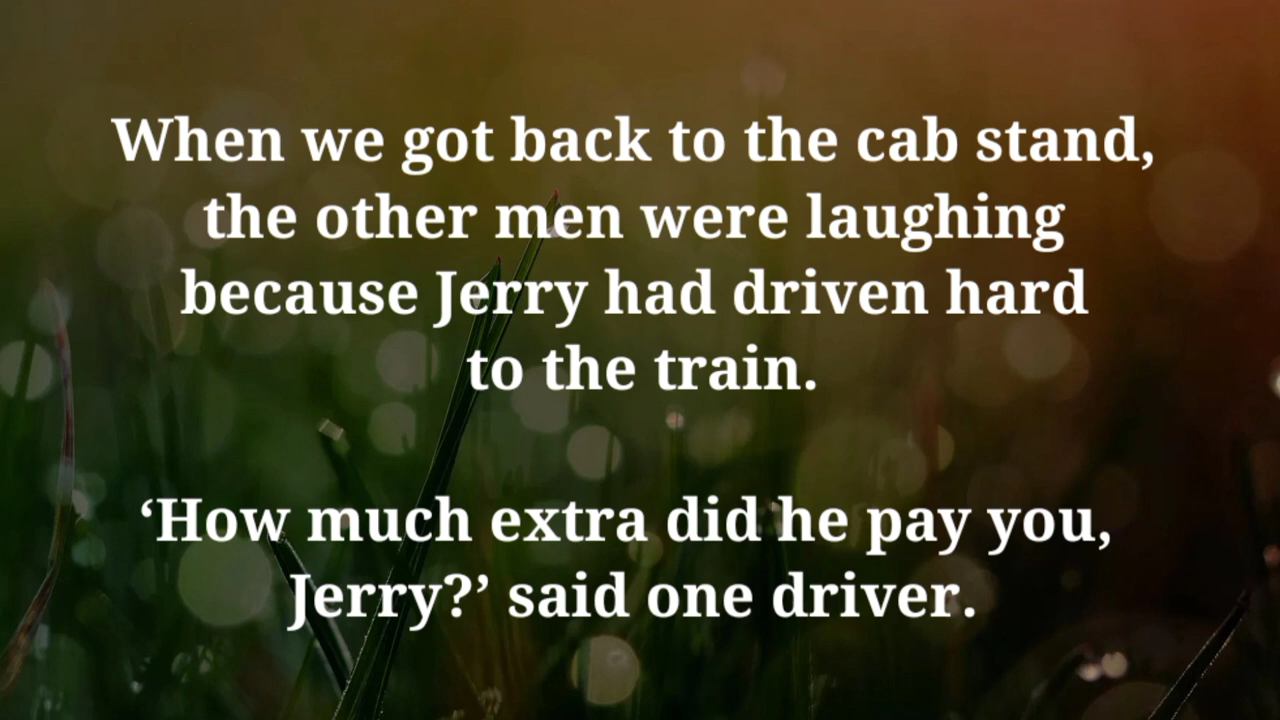 When we got back to the cab stand,
the other men were laughing
because Jerry had driven hard
to the train.
‘How much extra did he pay you,
Jerry?’ said one driver.